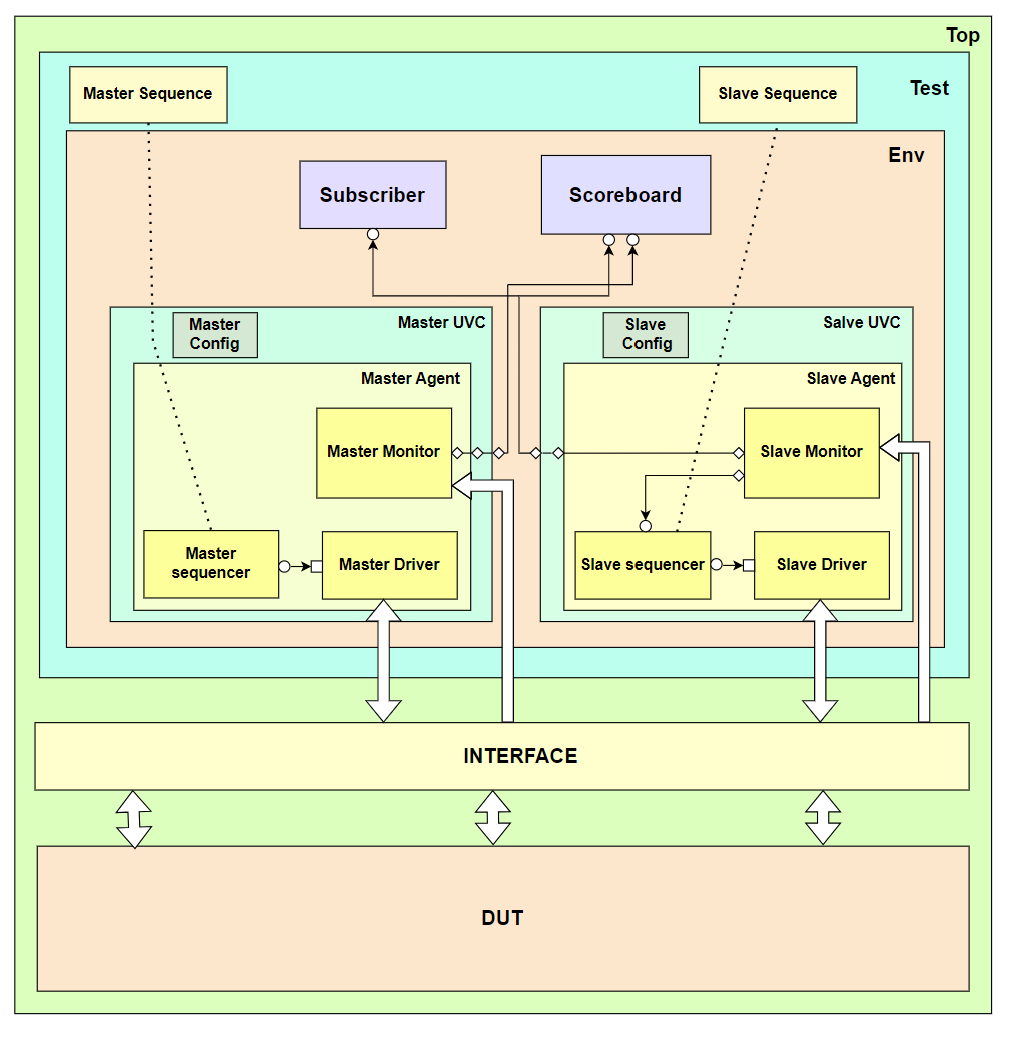 Top
Test
Master Sequence
Slave Sequence
Env
Subscriber
Scoreboard
Master
Config
Master UVC
Slave
Config
Salve UVC
Master Agent
Slave Agent
Master Monitor
Slave Monitor
Master
sequencer
Master Driver
Slave sequencer
Slave Driver
INTERFACE
DUT